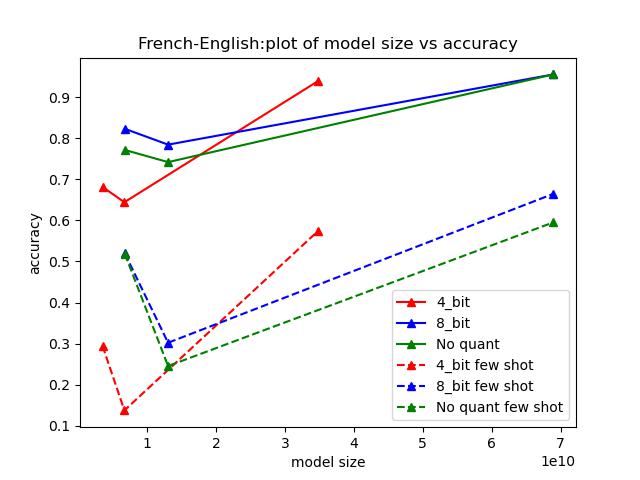 French-English:plot of model size vs accuracy
accuracy
0.9
0.8
0.7
0.6
0.5
0.4
0.3
0.2
0.1
4_bit
8_bit
No quant
4_bit few shot
8_bit few shot
No quant few shot
1 2 3 4 5 6 7
1e10
model size